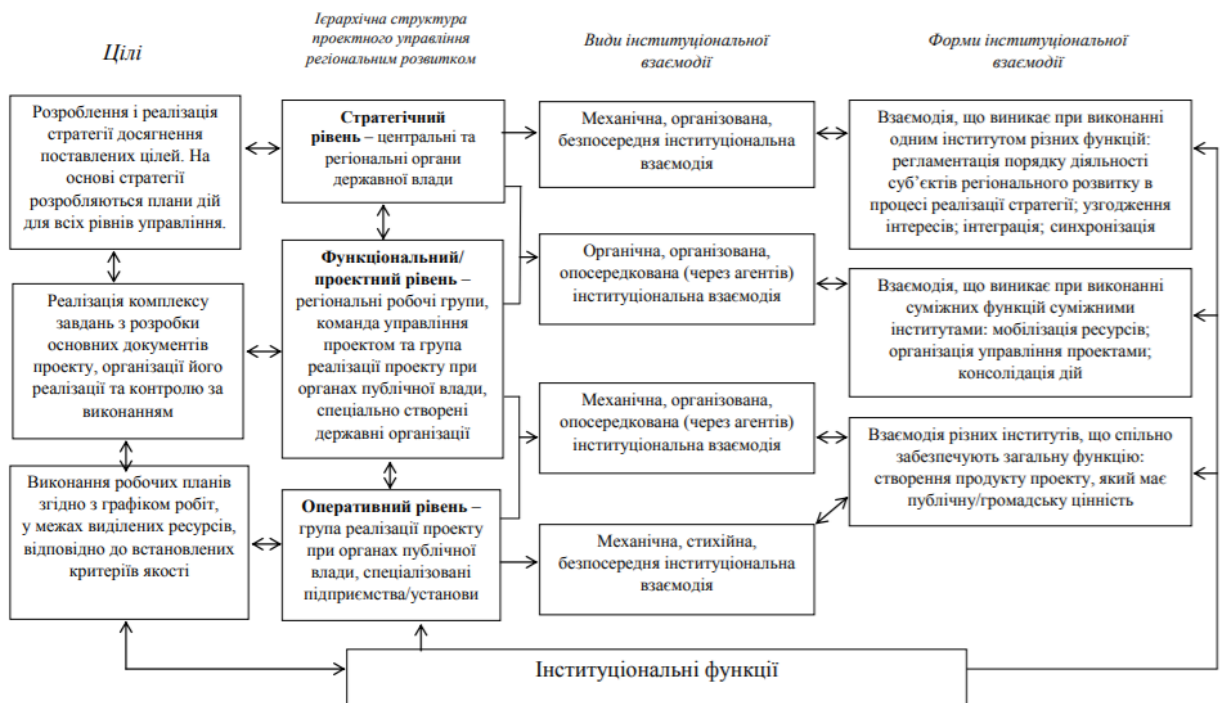 Цілі
Ієрархічна структура
проектного управління
регіональним розвитком
Види інституціональної
взаємодії
Форми інституціональної
взаємодії
Розроблення і реалізація
стратегії досягнення
поставлених цілей. На
основі стратегії
розробляються плани дій
для всіх рівнів управління.
Стратегічний
рівень – центральні та
регіональні органи
державної влади
Механічна, організована,
безпосередня інституціональна
взаємодія
Взаємодія, що виникає при виконанні
одним інститутом різних функцій:
регламентація порядку діяльності
суб’єктів регіонального розвитку в
процесі реалізації стратегії; узгодження
інтересів; інтеграція; синхронізація
Реалізація комплексу
завдань з розробки
основних документів
проекту, організації його
реалізації та контролю за
виконанням
Функціональний/
проектний рівень –
регіональні робочі групи,
команда управління
проектом та група
реалізації проекту при
органах публічної влади,
спеціально створені
державні організації
Органічна, організована,
опосередкована (через агентів)
інституціональна взаємодія
Взаємодія, що виникає при виконанні
суміжних функцій суміжними
інститутами: мобілізація ресурсів;
організація управління проектами;
консолідація дій
Механічна, організована,
опосередкована (через агентів)
інституціональна взаємодія
Взаємодія різних інститутів, що спільно
забезпечують загальну функцію:
створення продукту проекту, який має
публічну/громадську цінність
Виконання робочих планів
згідно з графіком робіт,
у межах виділених ресурсів,
відповідно до встановлених
критеріїв якості
Оперативний рівень –
група реалізації проекту
при органах публічної
влади, спеціалізовані
підприємства/установи
Механічна, стихійна,
безпосередня інституціональна
взаємодія
Інституціональні функції